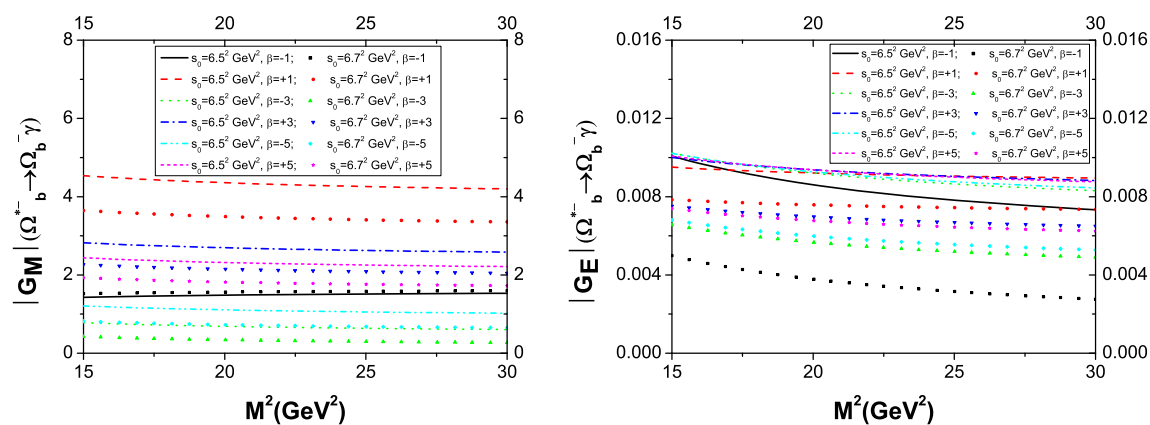 15 20 25 30
8 8
6 6
4 4
2 2
0 0
15 20 25 30
s0=6.5² GeV², β=-1; s0=6.7² GeV², β=-1
s0=6.5² GeV², β=+1; s0=6.7² GeV², β=+1
s0=6.5² GeV², β=-3; s0=6.7² GeV², β=-3
s0=6.5² GeV², β=+3; s0=6.7² GeV², β=+3
s0=6.5² GeV², β=-5; s0=6.7² GeV², β=-5
s0=6.5² GeV², β=+5; s0=6.7² GeV², β=+5
|GM|(Ω*b⁻→Ωb⁻γ)
M²(GeV²)
15 20 25 30
0.016 0.016
0.012 0.012
0.008 0.008
0.004 0.004
0.000 0.000
15 20 25 30
s0=6.5² GeV², β=-1; s0=6.7² GeV², β=-1
s0=6.5² GeV², β=+1; s0=6.7² GeV², β=+1
s0=6.5² GeV², β=-3; s0=6.7² GeV², β=-3
s0=6.5² GeV², β=+3; s0=6.7² GeV², β=+3
s0=6.5² GeV², β=-5; s0=6.7² GeV², β=-5
s0=6.5² GeV², β=+5; s0=6.7² GeV², β=+5
|GE|(Ω*b⁻→Ωb⁻γ)
M²(GeV²)